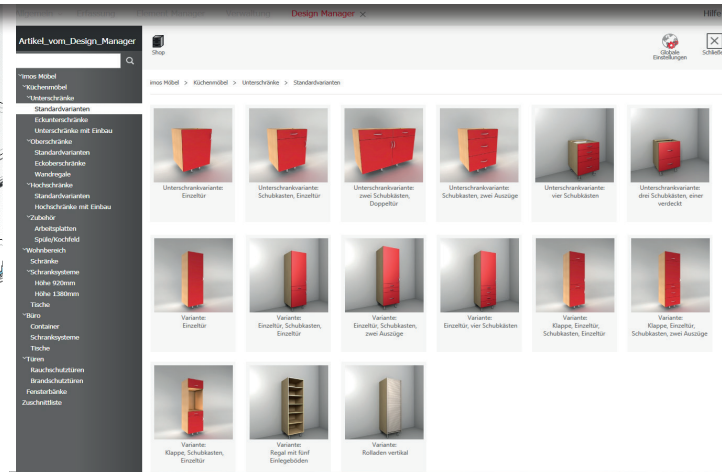 Design Manager ×
Hilfe
Artikel_vom_Design_Manager
Shop
Globale
Einstellungen
imos Möbel > Küchenmöbel > Unterschränke > Standardvarianten
imos Möbel
Küchenmöbel
Unterschränke
Standardvarianten
Eckunterschränke
Unterschränke mit Einbau
Oberschränke
Standardvarianten
Eckoberschränke
Wandregale
Hochschränke
Standardvarianten
Hochschränke mit Einbau
Zubehör
Arbeitsplatten
Spüle/Kochfeld
Wohnbereich
Schränke
Schranksysteme
Höhe 920mm
Höhe 1380mm
Tische
Büro
Container
Schranksysteme
Tische
Türen
Rauchschutztüren
Brandschutztüren
Fensterbänke
Zuschnittliste
Unterschrankvariante:
Einzeltür
Unterschrankvariante:
Schubkasten, Einzeltür
Unterschrankvariante:
zwei Schubkästen,
Doppeltür
Unterschrankvariante:
Schubkasten, zwei Auszüge
Unterschrankvariante:
vier Schubkästen
Unterschrankvariante:
drei Schubkästen, einer
verdeckt
Variante:
Einzeltür
Variante:
Einzeltür, Schubkasten,
Einzeltür
Variante:
Einzeltür, Schubkasten,
zwei Auszüge
Variante:
Einzeltür, vier Schubkästen
Variante:
Klappe, Einzeltür,
Schubkasten, Einzeltür
Variante:
Klappe, Einzeltür,
Schubkasten, zwei Auszüge
Variante:
Klappe, Schubkasten,
Einzeltür
Variante:
Regal mit fünf
Einlegeböden
Variante:
Rolladen vertikal